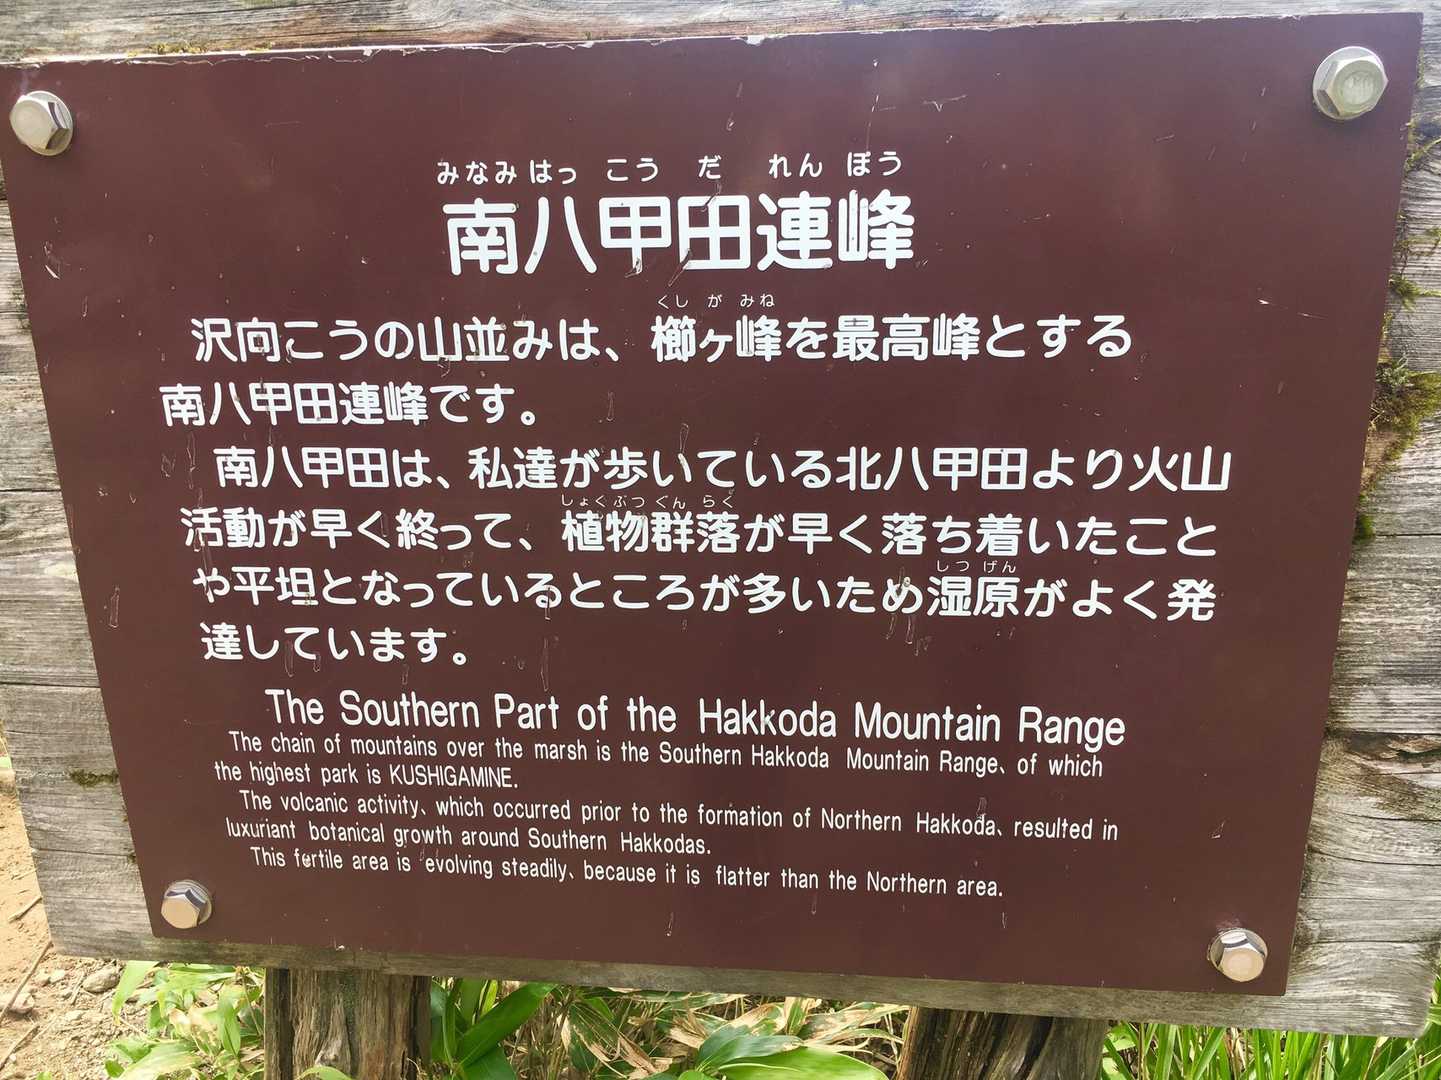 みなみ はっ こう だ れん ぽう
南八甲田連峰
くし が みね
沢向こうの山並みは、櫛ヶ峰を最高峰とする
南八甲田連峰です。
南八甲田は、私達が歩いている北八甲田より火山
しょくぶつ ぐん らく
活動が早く終って、植物群落が早く落ち着いたこと
しつ げん
や平坦となっているところが多いため湿原がよく発
達しています。
The Southern Part of the Hakkoda Mountain Range
The chain of mountains over the marsh is the Southern Hakkoda Mountain Range、of which
the highest park is KUSHIGAMINE.
The volcanic activity、which occurred prior to the formation of Northern Hakkoda、resulted in
luxuriant botanical growth around Southern Hakkodas.
This fertile area is evolving steadily、because it is flatter than the Northern area.